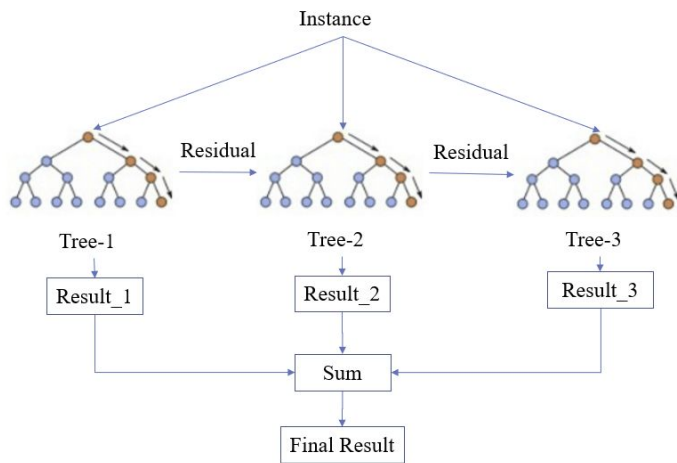 Instance
Residual
Residual
Tree-1
Tree-2
Tree-3
Result_1
Result_2
Result_3
Sum
Final Result